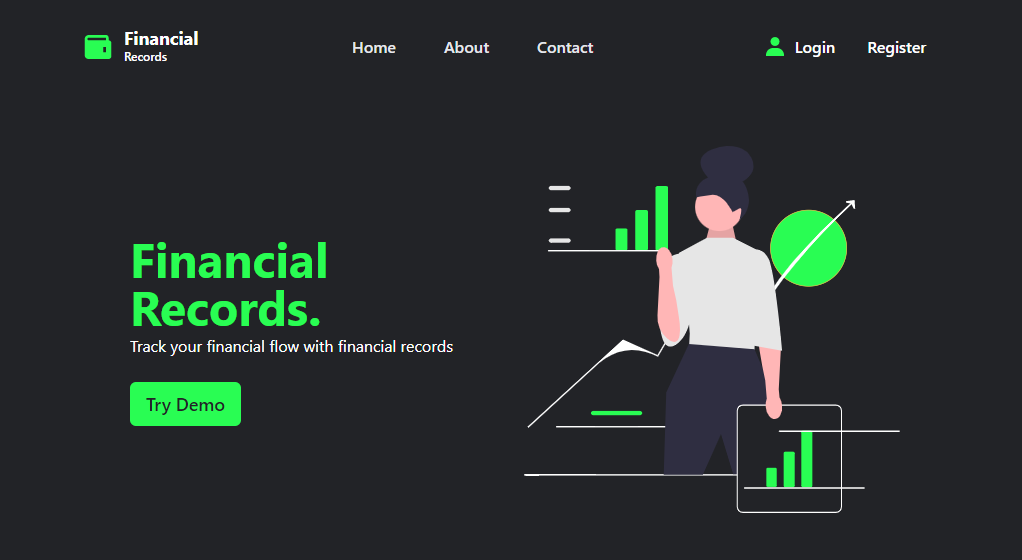 Financial
Records
Home
About
Contact
Login
Register
Financial
Records.
Track your financial flow with financial records
Try Demo